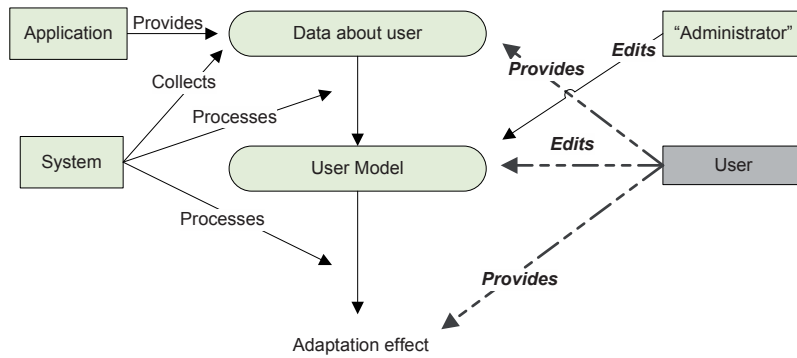 Application
Provides
Data about user
"Administrator"
Edits
Provides
Collects
Processes
System
User Model
Edits
User
Processes
Provides
Adaptation effect